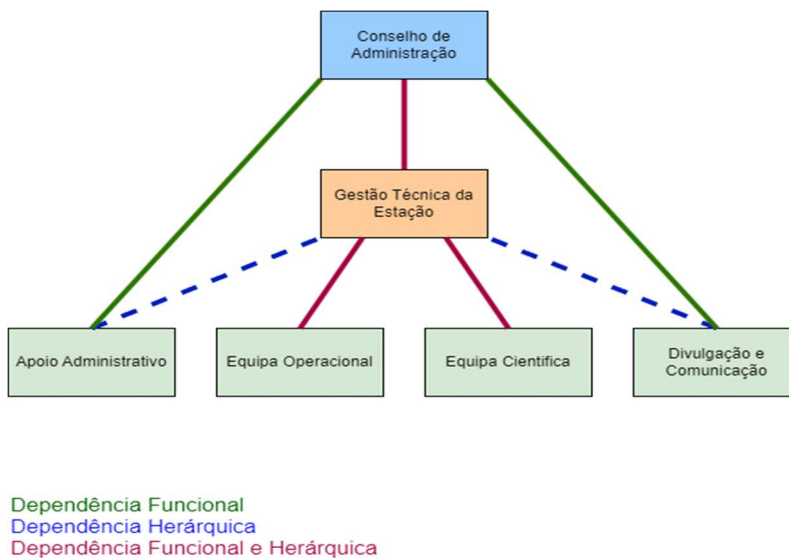 Conselho de
Administração
Gestão Técnica da
Estação
Apoio Administrativo
Equipa Operacional
Equipa Cientifica
Divulgação e
Comunicação
Dependência Funcional
Dependência Herárquica
Dependência Funcional e Herárquica